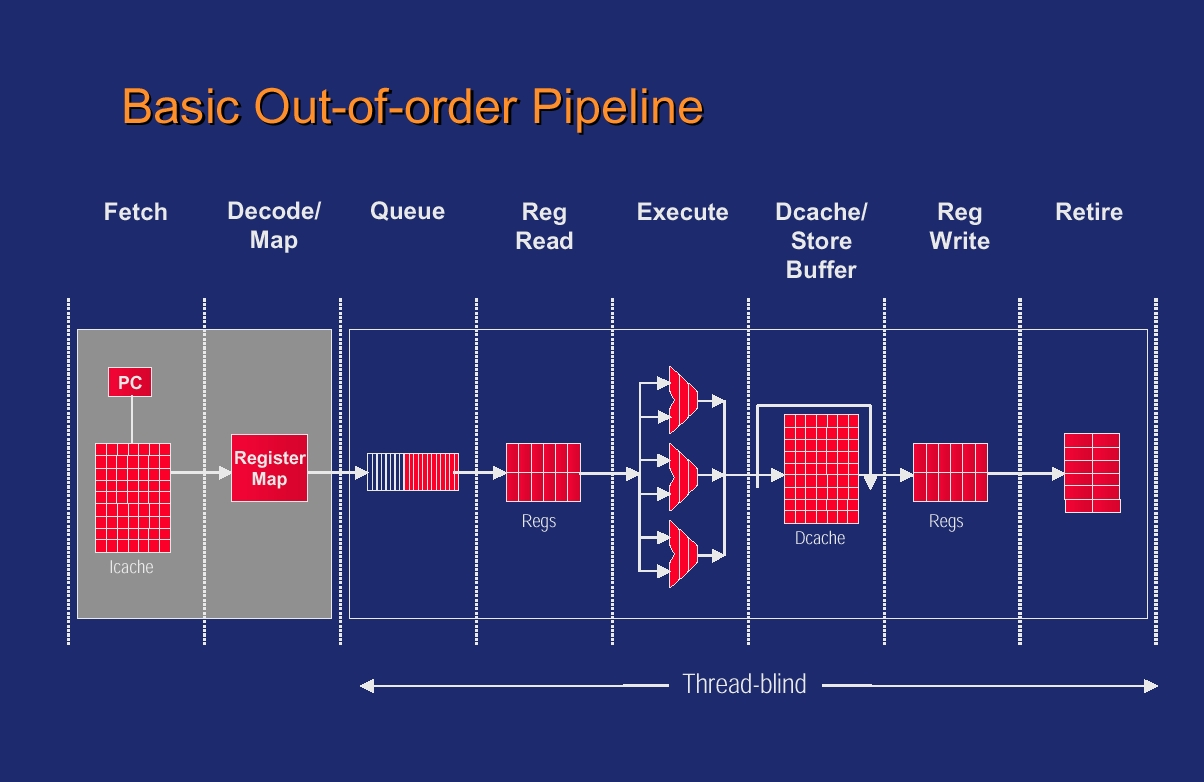 Basic Out-of-order Pipeline
Fetch
Decode/
Map
Queue
Reg
Read
Execute
Dcache/
Store
Buffer
Reg
Write
Retire
PC
Register
Map
Icache
Regs
Dcache
Regs
Thread-blind